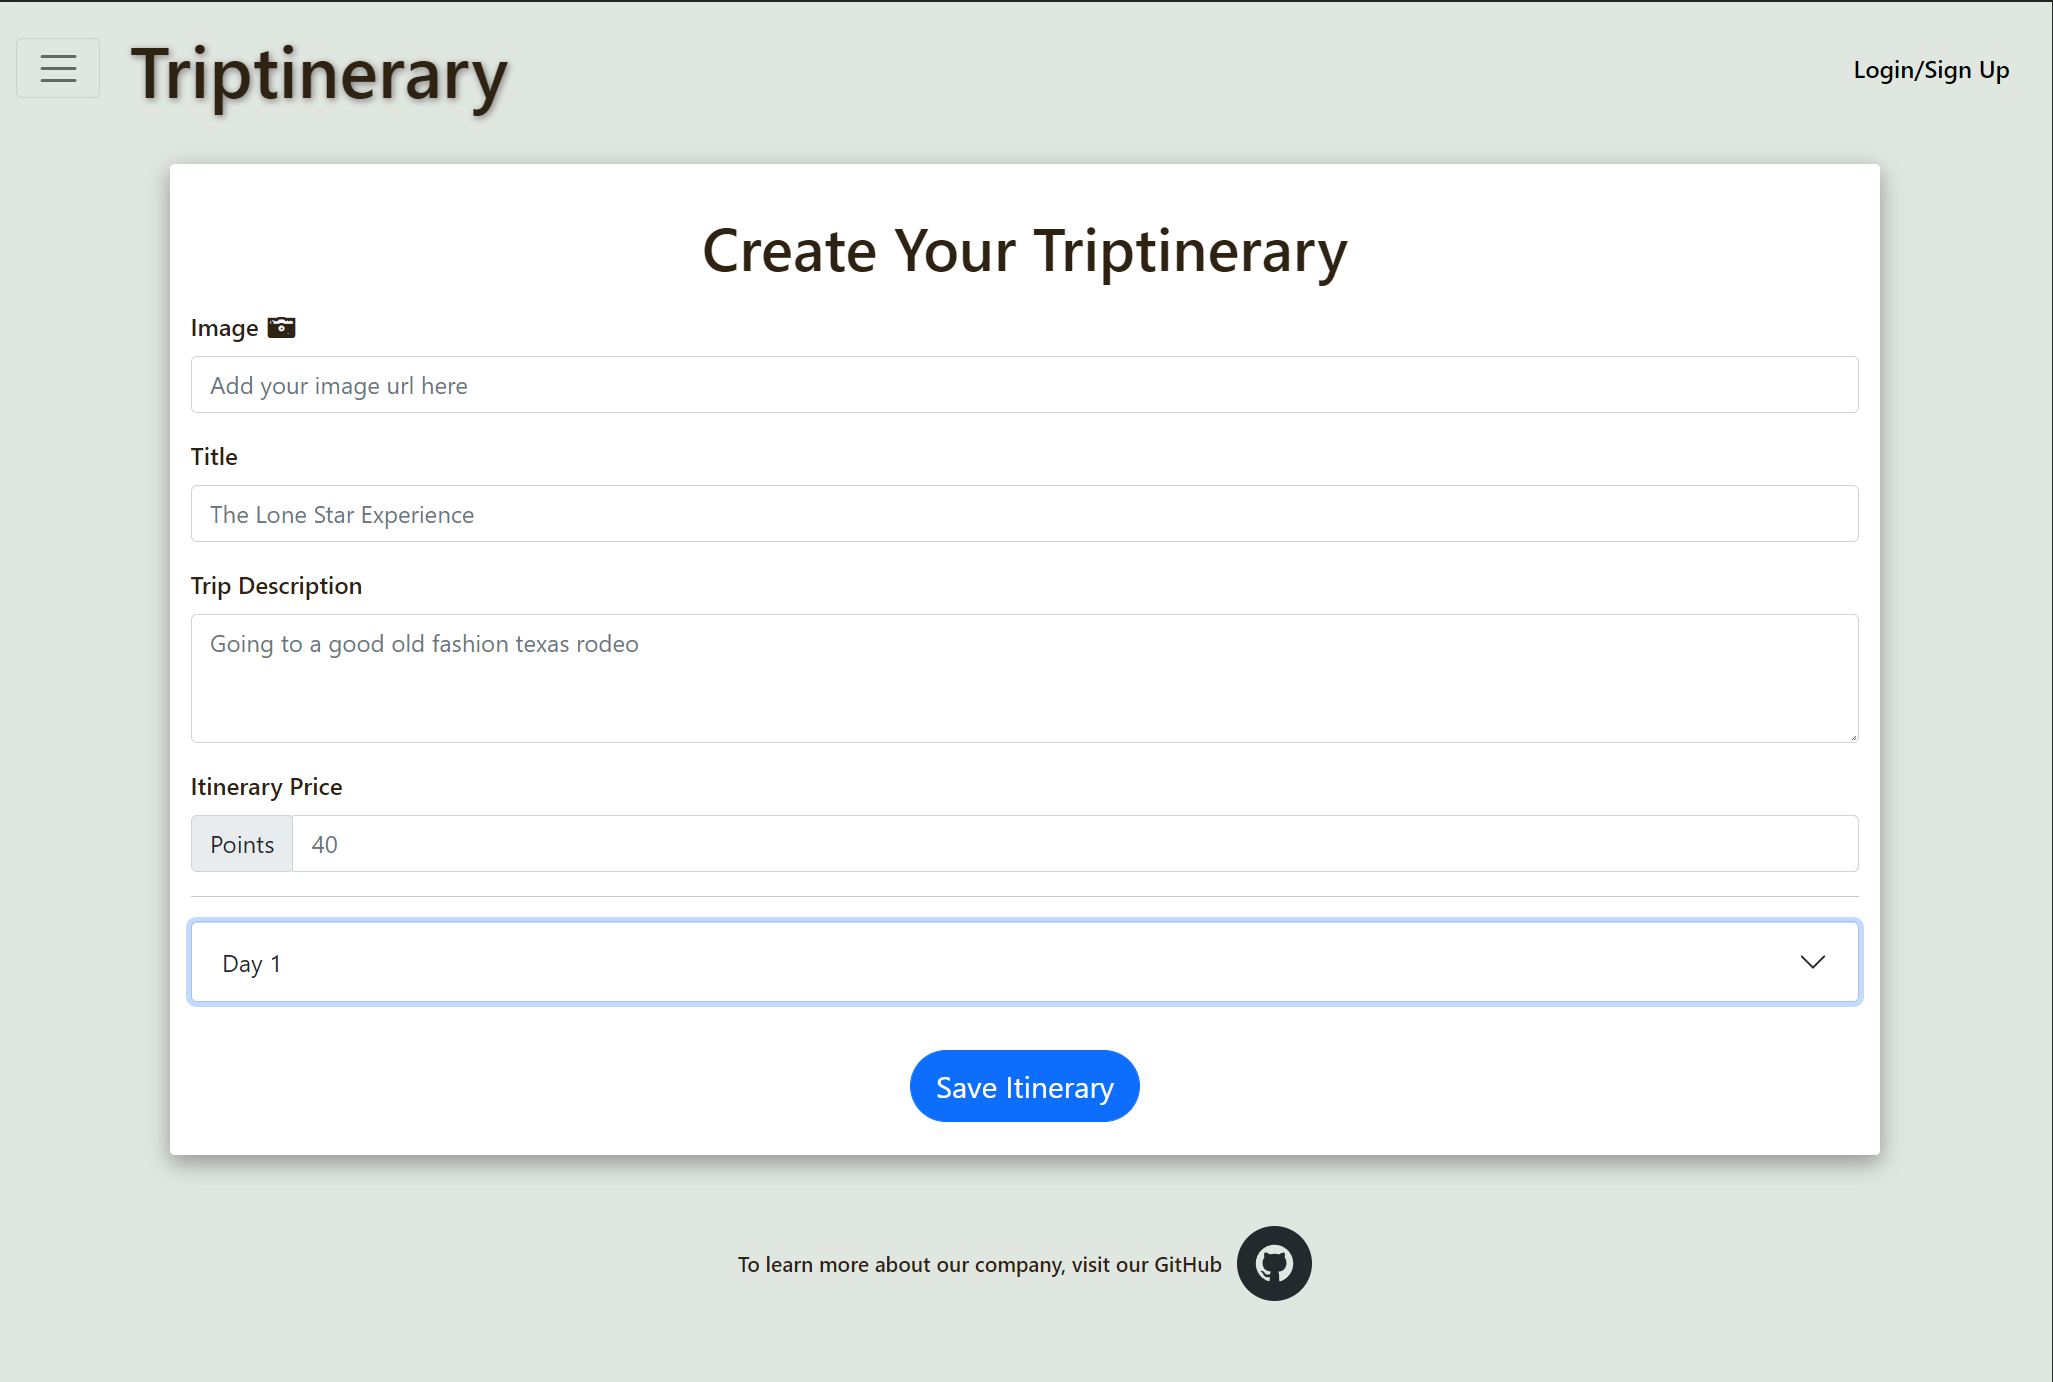 Triptinerary
Login/Sign Up
Create Your Triptinerary
Image
Add your image url here
Title
The Lone Star Experience
Trip Description
Going to a good old fashion texas rodeo
Itinerary Price
Points 40
Day 1
Save Itinerary
To learn more about our company, visit our GitHub